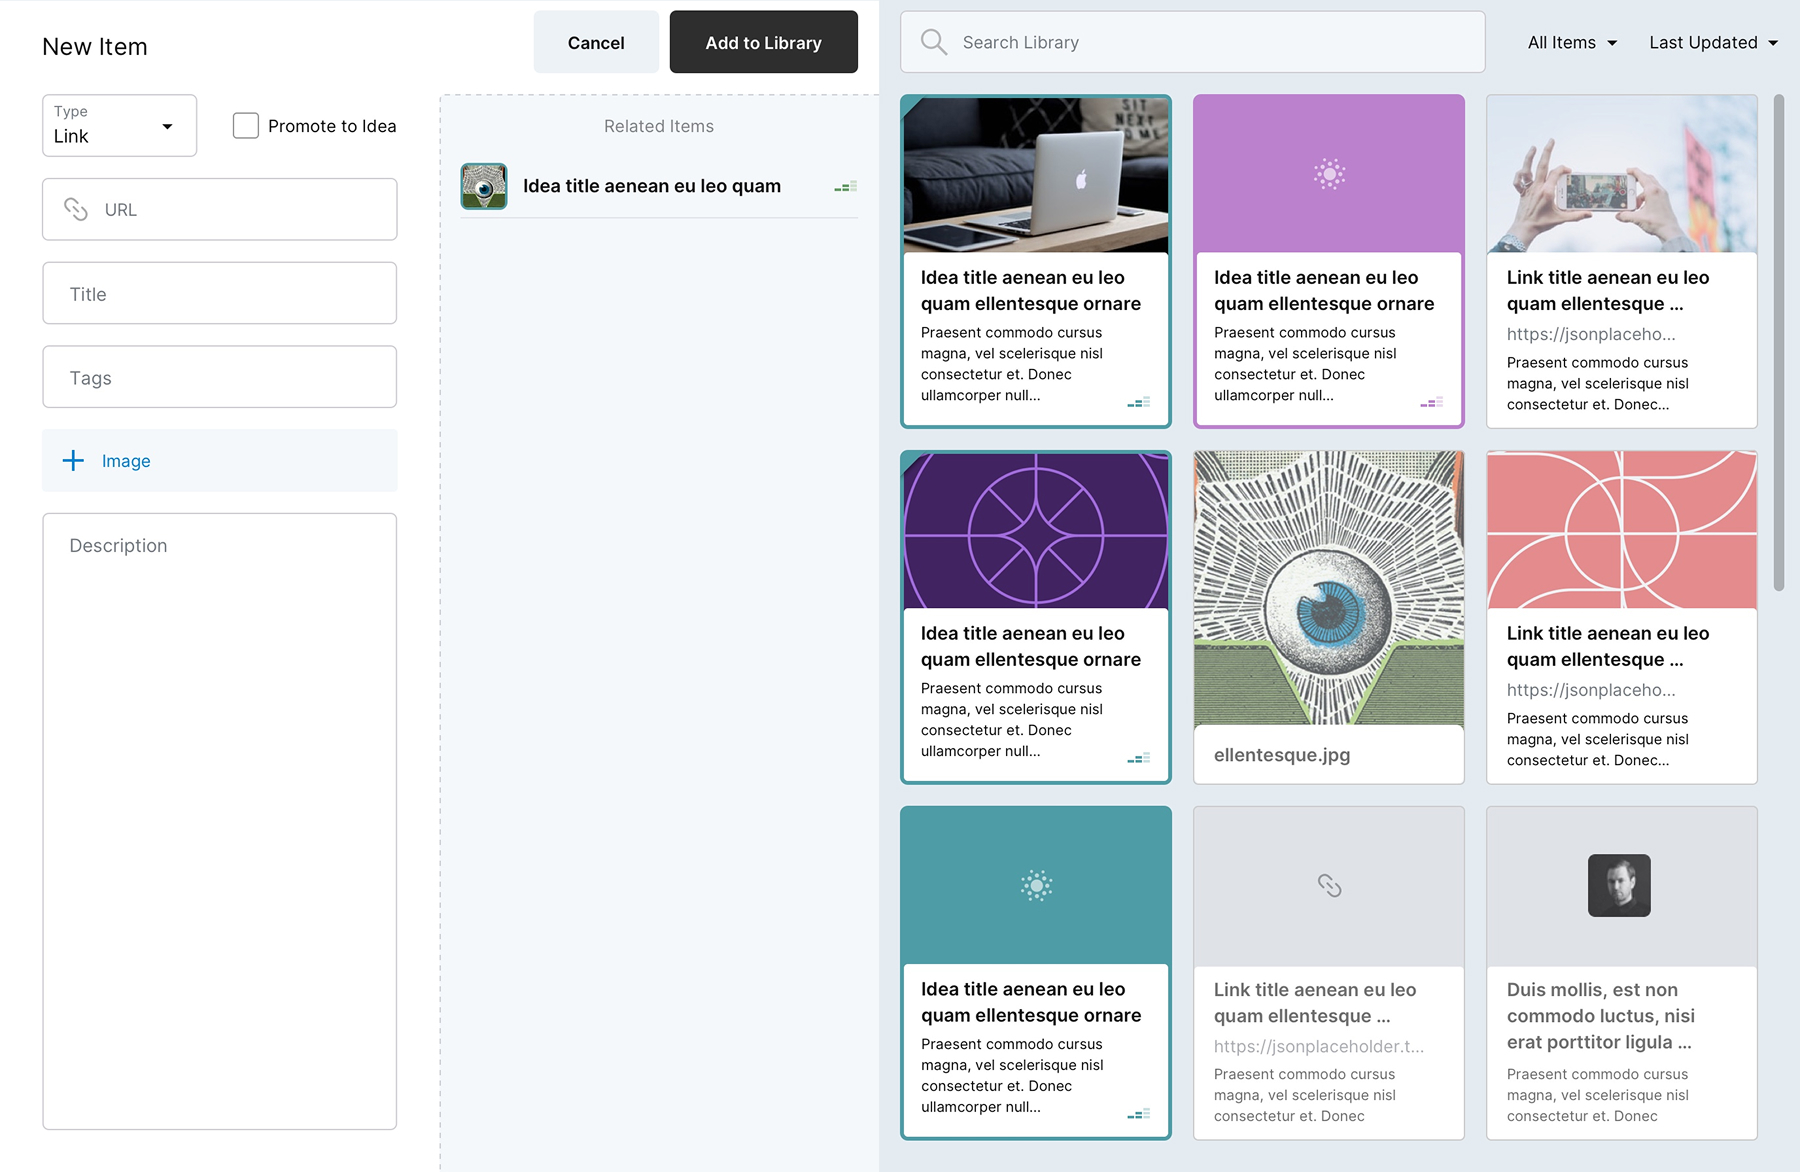 New Item
Cancel
Add to Library
Type
Link
Promote to Idea
URL
Title
Tags
Image
Description
Related Items
Idea title aenean eu leo quam
Search Library
All Items
Last Updated
SIT
NEXT
TO ME
Idea title aenean eu leo
quam ellentesque ornare
Praesent commodo cursus
magna, vel scelerisque nisl
consectetur et. Donec
ullamcorper null...
Idea title aenean eu leo
quam ellentesque ornare
Praesent commodo cursus
magna, vel scelerisque nisl
consectetur et. Donec
ullamcorper null...
Link title aenean eu leo
quam ellentesque ...
https://jsonplaceho...
Praesent commodo cursus
magna, vel scelerisque nisl
consectetur et. Donec...
Idea title aenean eu leo
quam ellentesque ornare
Praesent commodo cursus
magna, vel scelerisque nisl
consectetur et. Donec
ullamcorper null...
ellentesque.jpg
Link title aenean eu leo
quam ellentesque ...
https://jsonplaceho...
Praesent commodo cursus
magna, vel scelerisque nisl
consectetur et. Donec...
Idea title aenean eu leo
quam ellentesque ornare
Praesent commodo cursus
magna, vel scelerisque nisl
consectetur et. Donec
ullamcorper null...
Link title aenean eu leo
quam ellentesque ...
https://jsonplaceholder.t...
Praesent commodo cursus
magna, vel scelerisque nisl
consectetur et. Donec
Duis mollis, est non
commodo luctus, nisi
erat porttitor ligula ...
Praesent commodo cursus
magna, vel scelerisque nisl
consectetur et. Donec